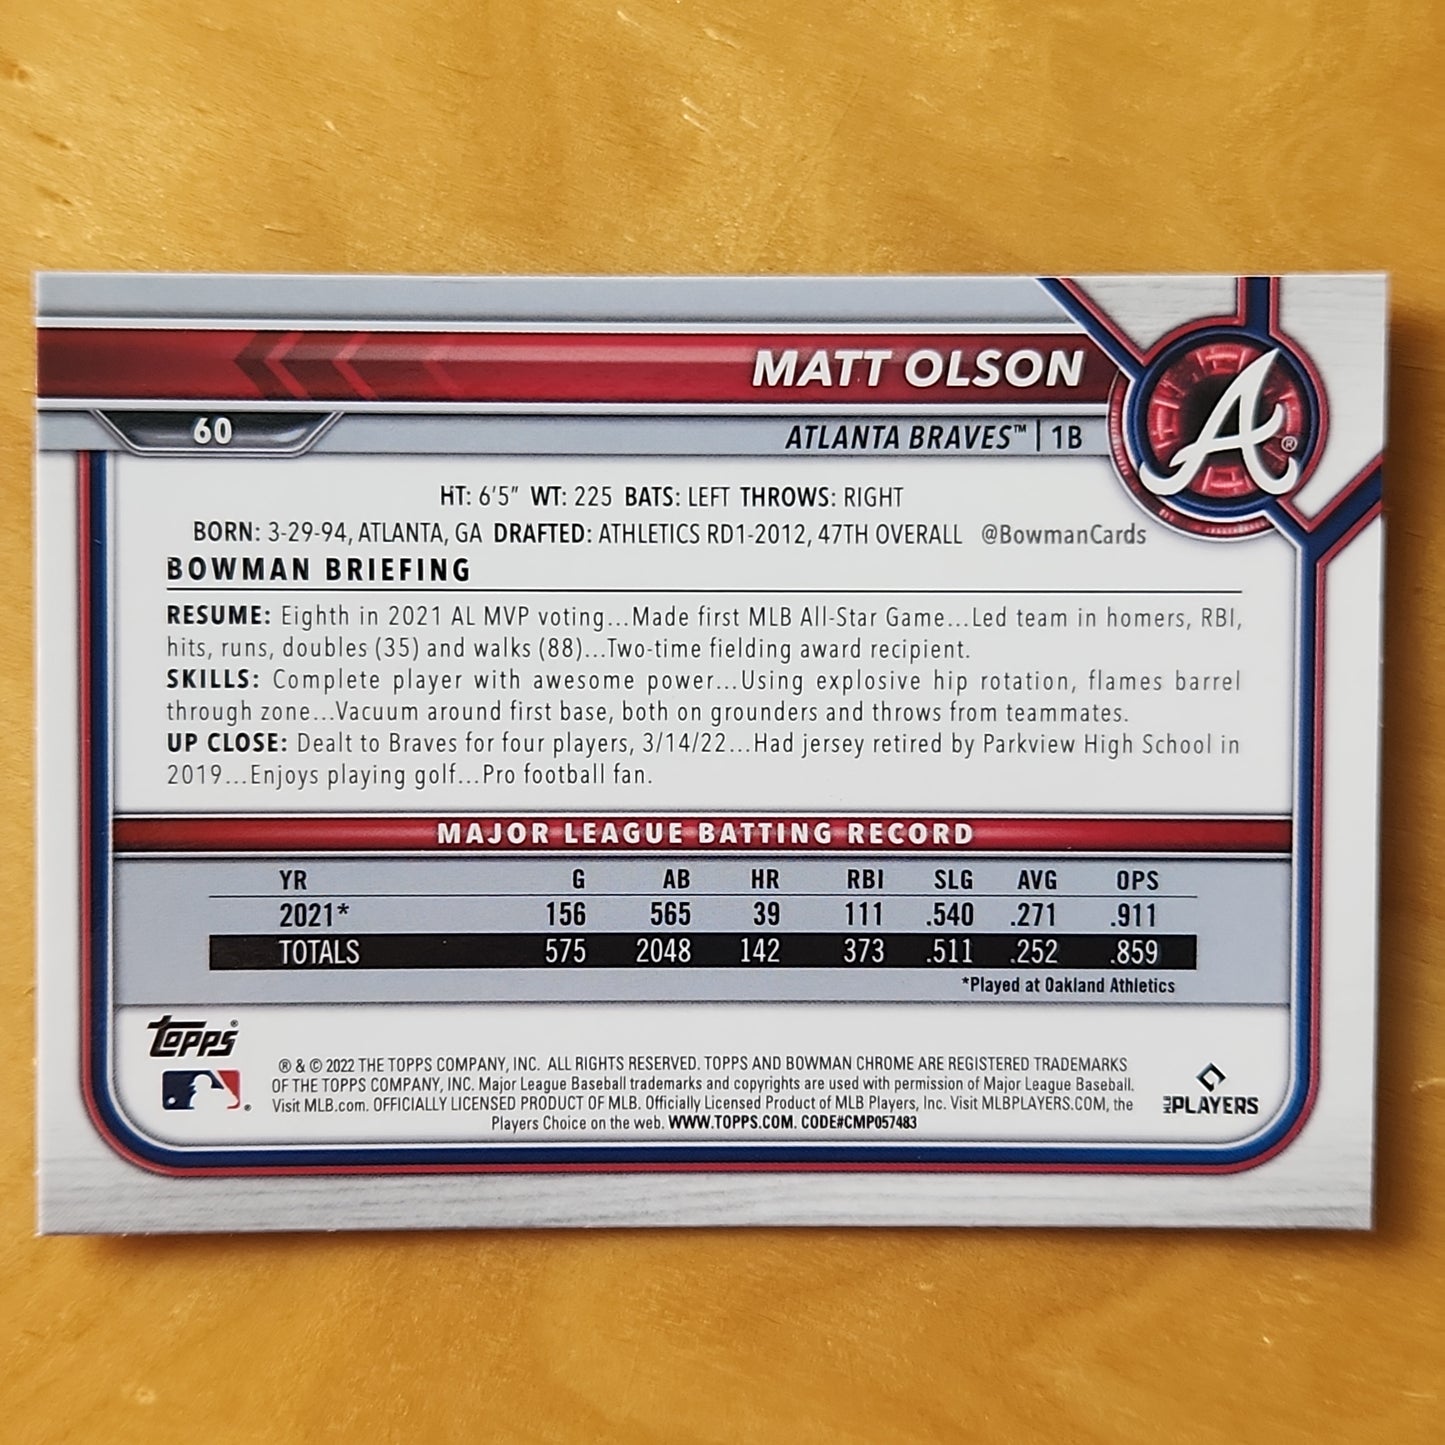 MATT OLSON
60
ATLANTA BRAVES™ | 1B
A®
HT: 6'5" WT: 225 BATS: LEFT THROWS: RIGHT
BORN: 3-29-94, ATLANTA, GA DRAFTED: ATHLETICS RD1-2012, 47TH OVERALL @BowmanCards
BOWMAN BRIEFING
RESUME: Eighth in 2021 AL MVP voting...Made first MLB All-Star Game...Led team in homers, RBI,
hits, runs, doubles (35) and walks (88)...Two-time fielding award recipient.
SKILLS: Complete player with awesome power...Using explosive hip rotation, flames barrel
through zone...Vacuum around first base, both on grounders and throws from teammates.
UP CLOSE: Dealt to Braves for four players, 3/14/22...Had jersey retired by Parkview High School in
2019...Enjoys playing golf...Pro football fan.
MAJOR LEAGUE BATTING RECORD
YR G AB HR RBI SLG AVG OPS
2021* 156 565 39 111 .540 .271 .911
TOTALS 575 2048 142 373 .511 .252 .859
*Played at Oakland Athletics
topps®
® & © 2022 THE TOPPS COMPANY, INC. ALL RIGHTS RESERVED. TOPPS AND BOWMAN CHROME ARE REGISTERED TRADEMARKS
OF THE TOPPS COMPANY, INC. Major League Baseball trademarks and copyrights are used with permission of Major League Baseball.
Visit MLB.com. OFFICIALLY LICENSED PRODUCT OF MLB. Officially Licensed Product of MLB Players, Inc. Visit MLBPLAYERS.COM, the
Players Choice on the web. WWW.TOPPS.COM. CODE#CMP057483
MLB PLAYERS